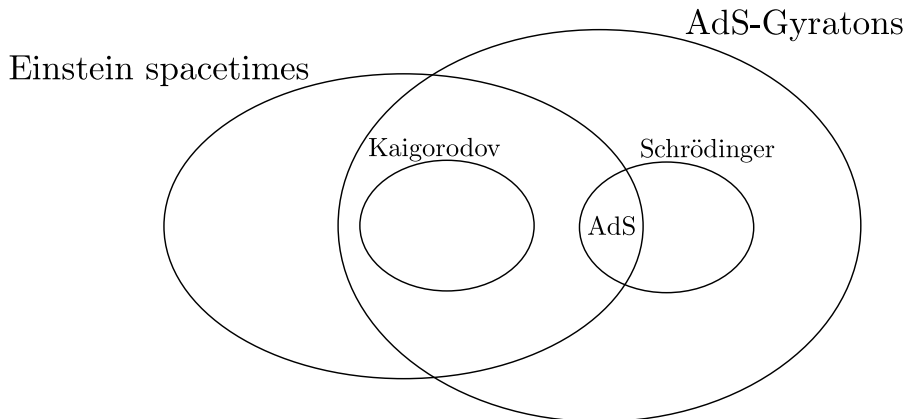 AdS-Gyratons
Einstein spacetimes
Kaigorodov
Schrödinger
AdS